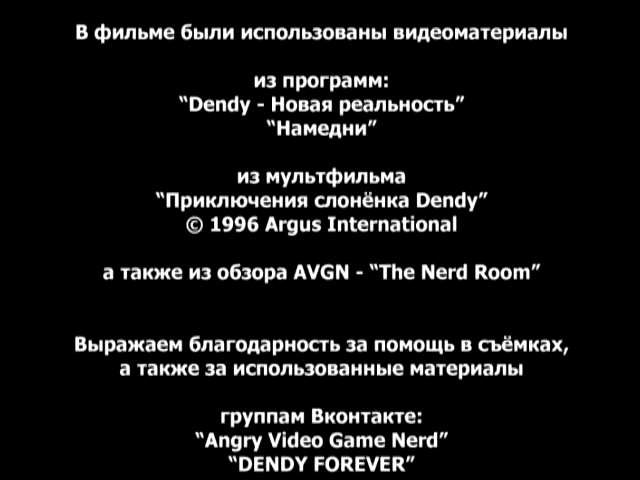 В фильме были использованы видеоматериалы
из программ:
“Dendy - Новая реальность”
“Намедни”
из мультфильма
“Приключения слонёнка Dendy”
© 1996 Argus International
а также из обзора AVGN - “The Nerd Room”
Выражаем благодарность за помощь в съёмках,
а также за использованные материалы
группам Вконтакте:
“Angry Video Game Nerd”
“DENDY FOREVER”